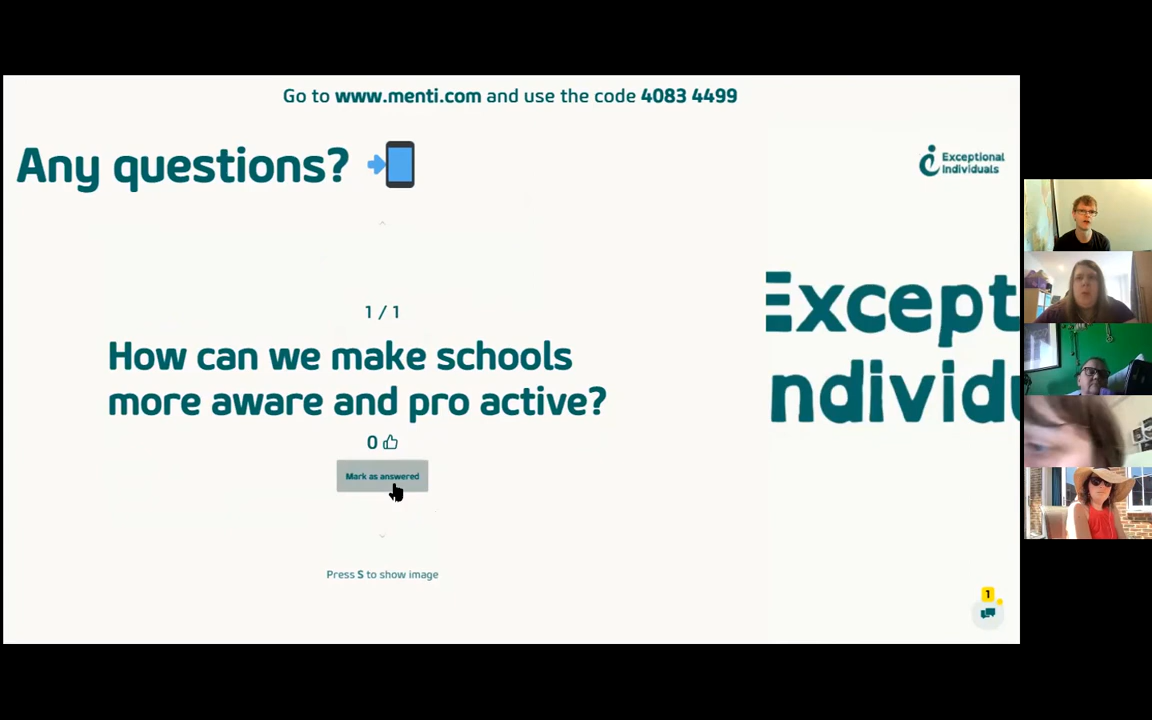 Go to www.menti.com and use the code 4083 4499
Any questions?
Exceptional
Individuals
1 / 1
How can we make schools
more aware and pro active?
0
Mark as answered
Press S to show image
Except
ndividu
1